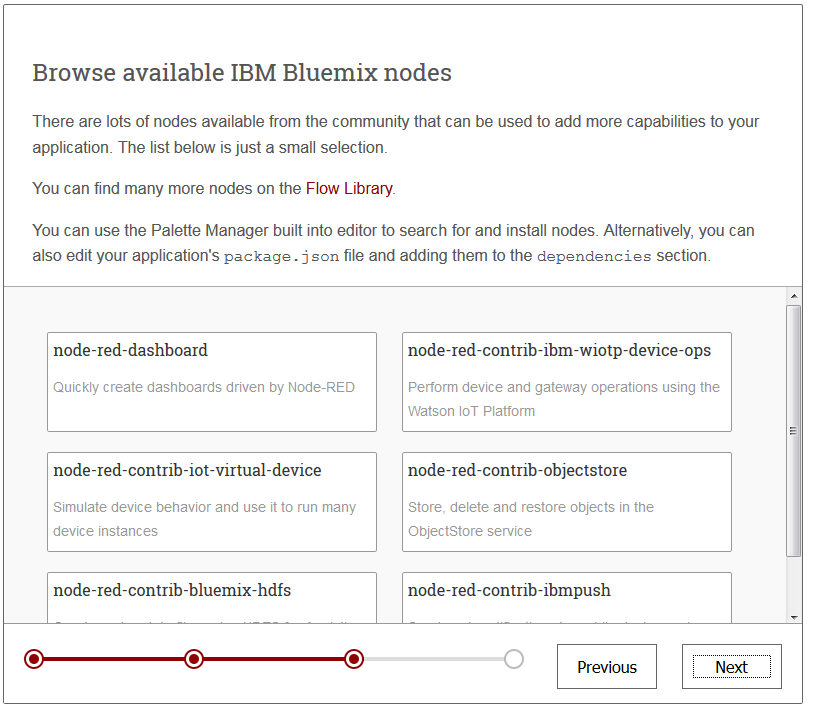 Browse available IBM Bluemix nodes
There are lots of nodes available from the community that can be used to add more capabilities to your
application. The list below is just a small selection.
You can find many more nodes on the Flow Library.
You can use the Palette Manager built into editor to search for and install nodes. Alternatively, you can
also edit your application's package.json file and adding them to the dependencies section.
node-red-dashboard
Quickly create dashboards driven by Node-RED
node-red-contrib-ibm-wiotp-device-ops
Perform device and gateway operations using the
Watson IoT Platform
node-red-contrib-iot-virtual-device
Simulate device behavior and use it to run many
device instances
node-red-contrib-objectstore
Store, delete and restore objects in the
ObjectStore service
node-red-contrib-bluemix-hdfs
node-red-contrib-ibmpush
Previous
Next